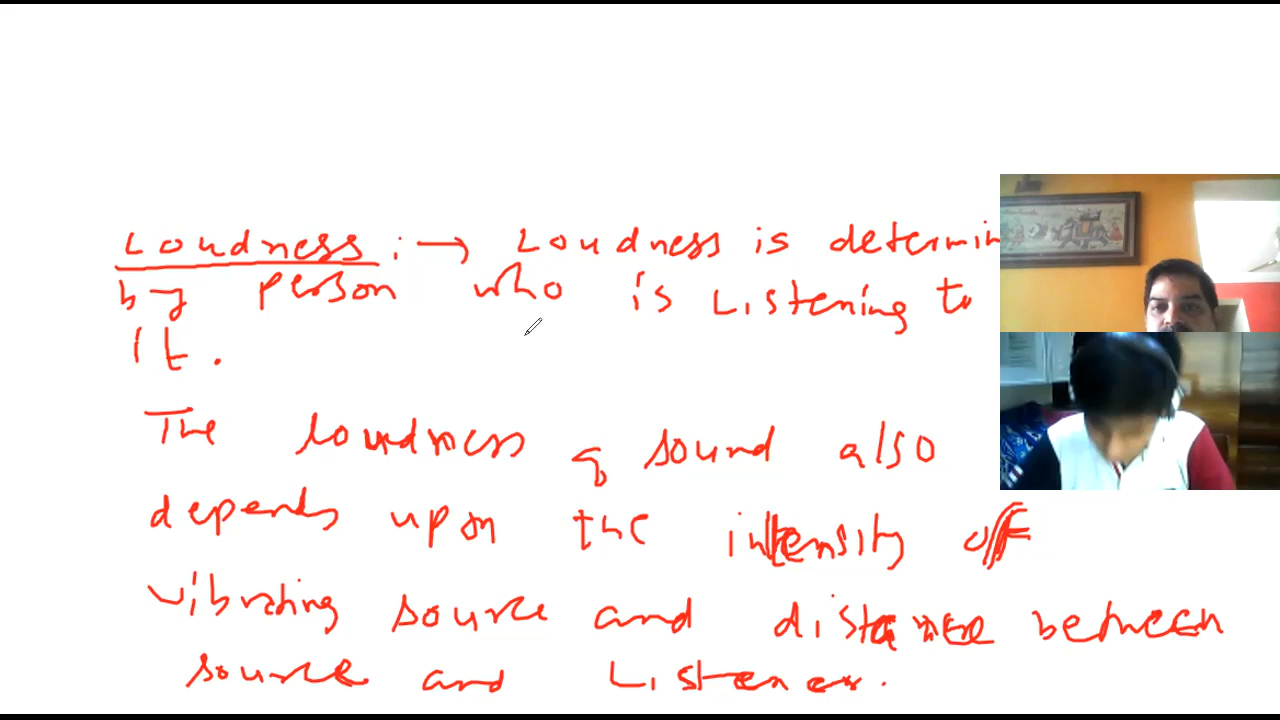 Loudness : → Loudness is determin
by person who is Listening to
it.
The loudness of sound also
depends upon the intensity of
vibrating source and distance between
source and Listener.